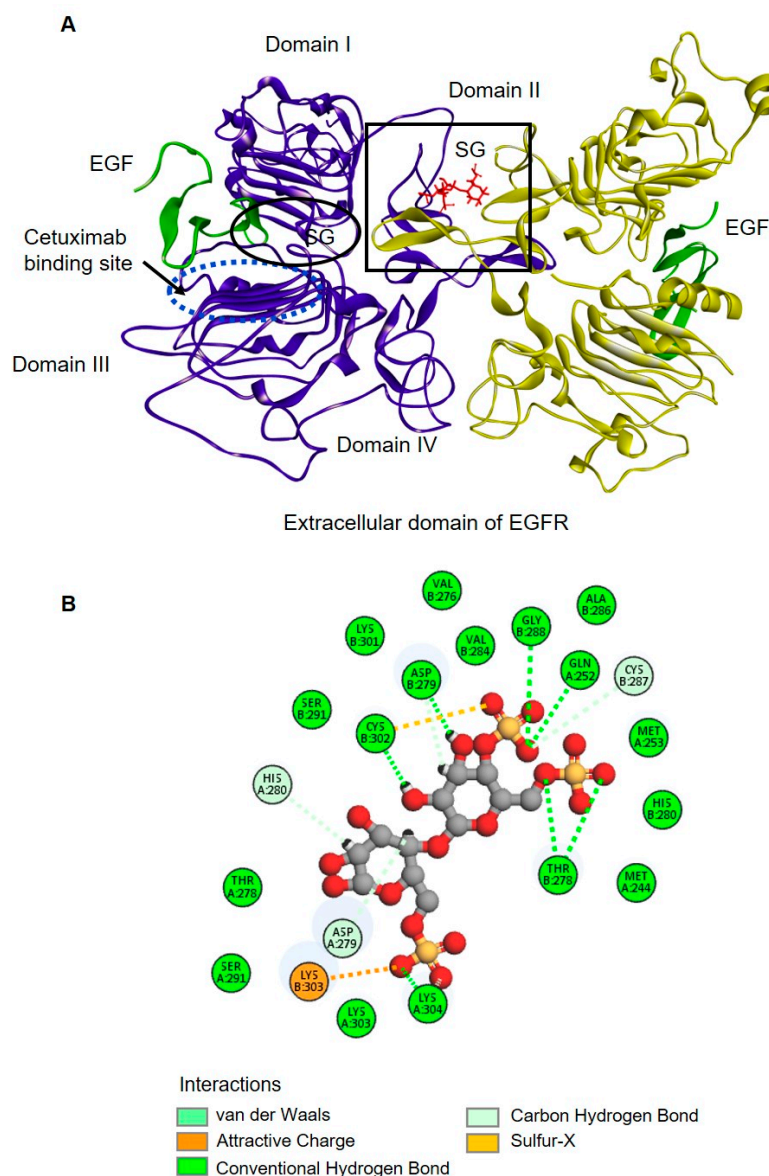 A
Domain I
Domain II
EGF
SG
SG
EGF
Cetuximab
binding site
Domain III
Domain IV
Extracellular domain of EGFR
B
VAL
B:276
ALA
B:286
GLY
B:288
LYS
B:301
VAL
B:284
GLN
A:252
ASP
B:279
CYS
B:287
SER
B:291
CYS
B:302
MET
A:253
HIS
A:280
HIS
B:280
THR
B:278
THR
A:278
MET
A:244
ASP
A:279
SER
A:291
LYS
B:303
LYS
A:303
LYS
A:304
Interactions
van der Waals
Attractive Charge
Conventional Hydrogen Bond
Carbon Hydrogen Bond
Sulfur-X